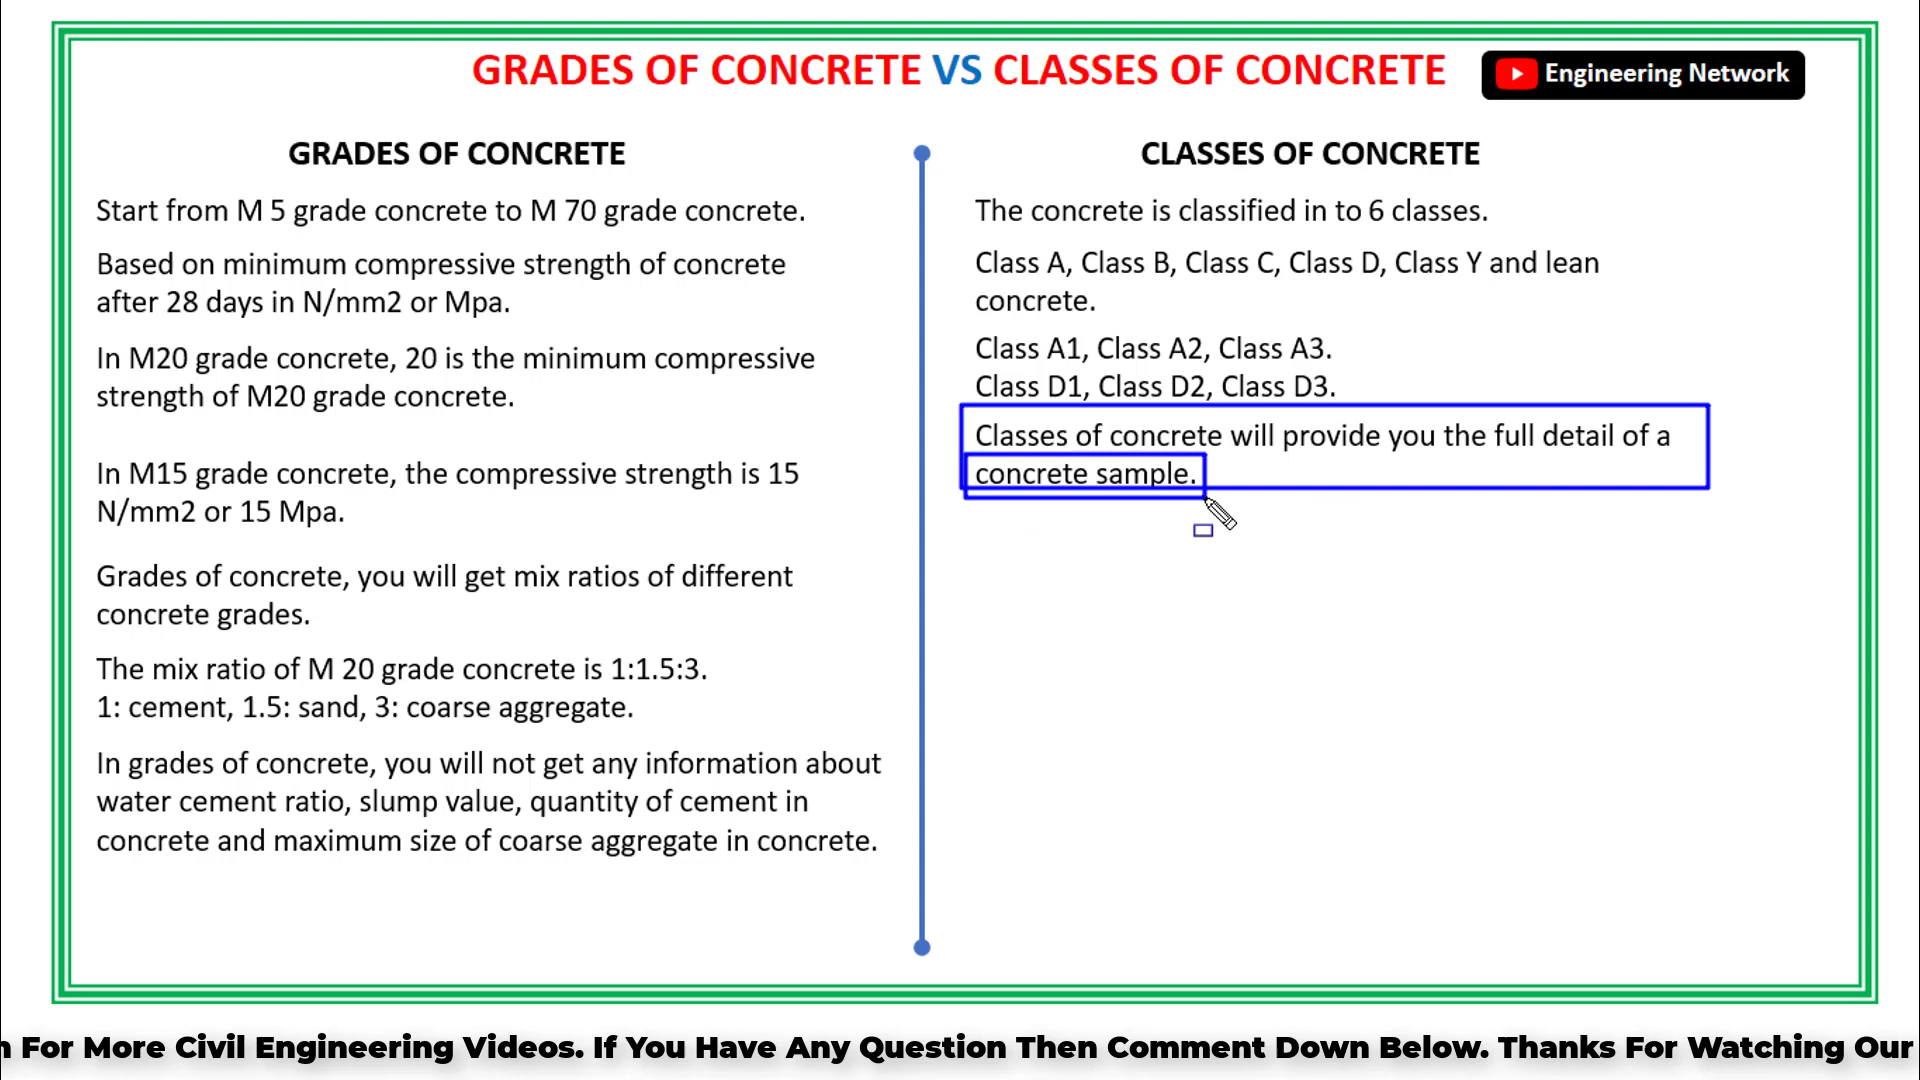 GRADES OF CONCRETE VS CLASSES OF CONCRETE
Engineering Network
GRADES OF CONCRETE
Start from M 5 grade concrete to M 70 grade concrete.
Based on minimum compressive strength of concrete
after 28 days in N/mm2 or Mpa.
In M20 grade concrete, 20 is the minimum compressive
strength of M20 grade concrete.
In M15 grade concrete, the compressive strength is 15
N/mm2 or 15 Mpa.
Grades of concrete, you will get mix ratios of different
concrete grades.
The mix ratio of M 20 grade concrete is 1:1.5:3.
1: cement, 1.5: sand, 3: coarse aggregate.
In grades of concrete, you will not get any information about
water cement ratio, slump value, quantity of cement in
concrete and maximum size of coarse aggregate in concrete.
CLASSES OF CONCRETE
The concrete is classified in to 6 classes.
Class A, Class B, Class C, Class D, Class Y and lean
concrete.
Class A1, Class A2, Class A3.
Class D1, Class D2, Class D3.
Classes of concrete will provide you the full detail of a
concrete sample.
For More Civil Engineering Videos. If You Have Any Question Then Comment Down Below. Thanks For Watching Our